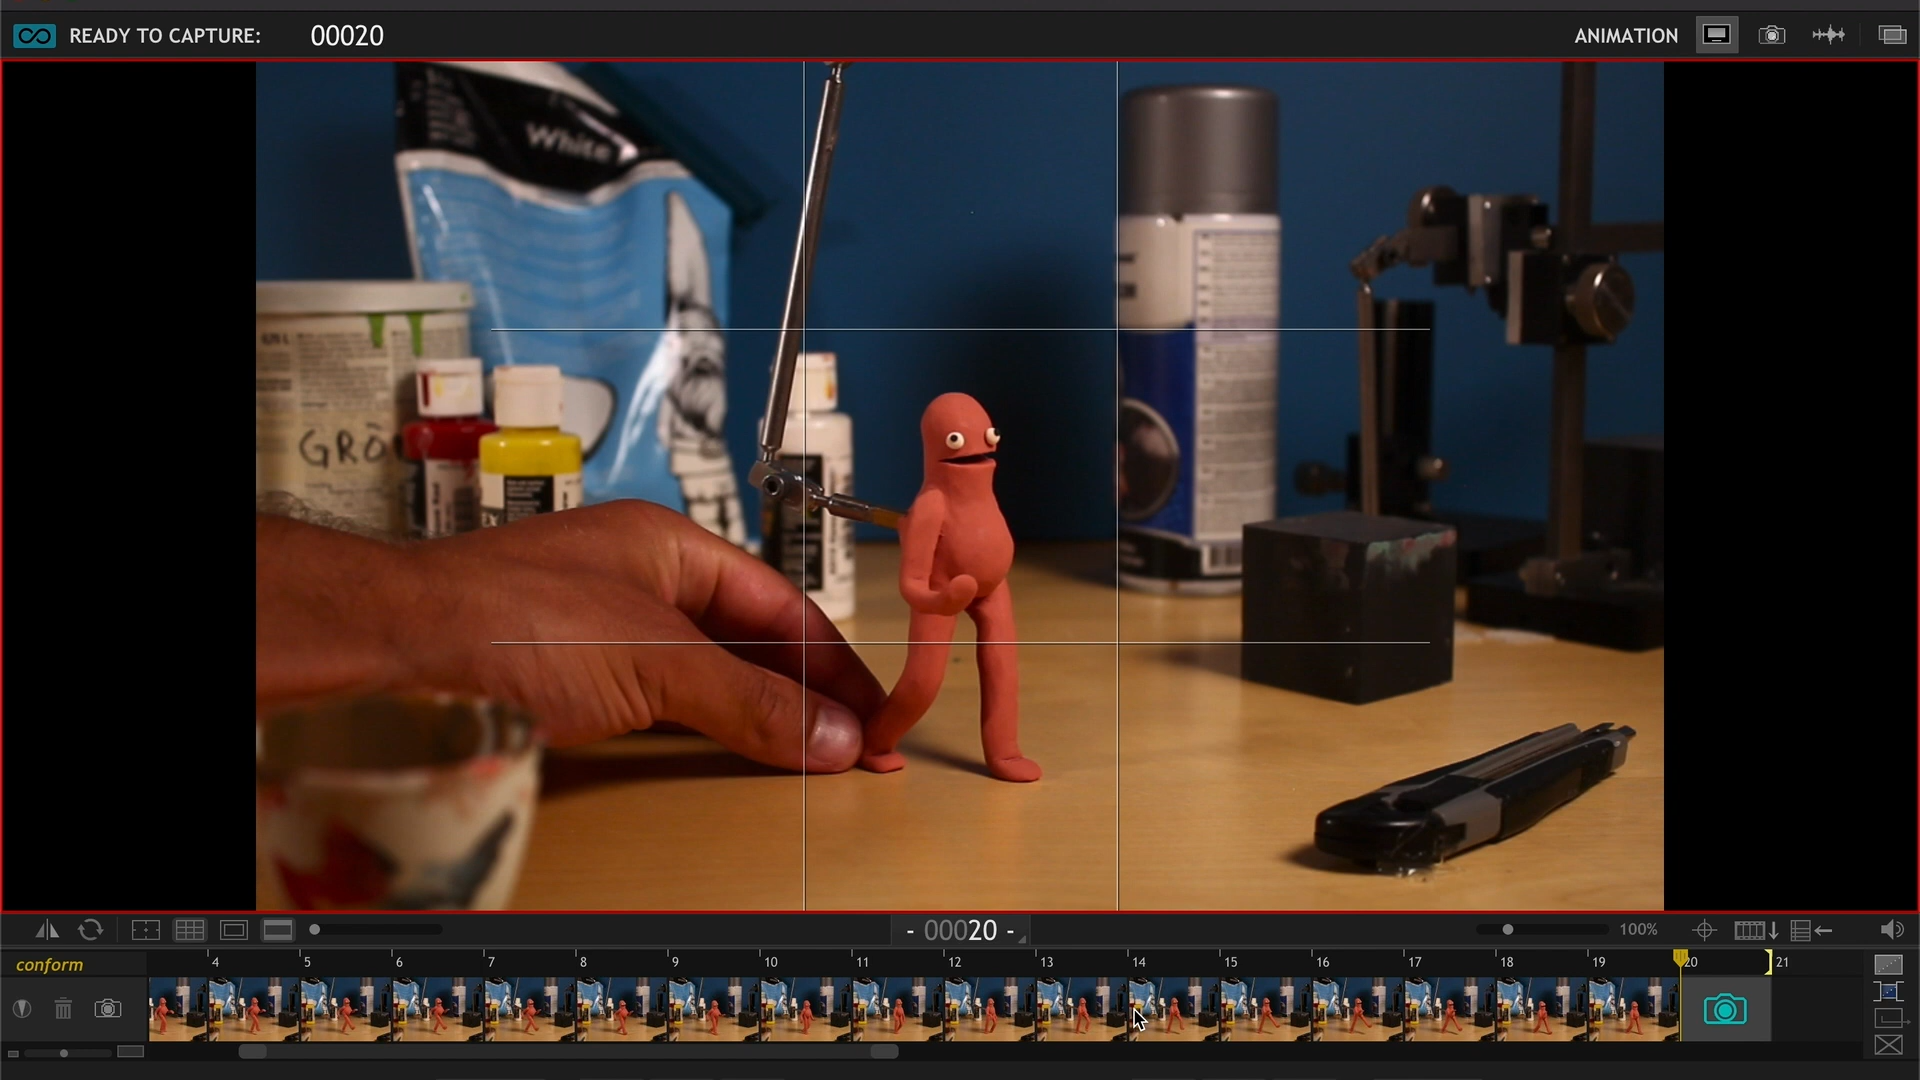 READY TO CAPTURE: 00020 ANIMATION
White
GRÖ
- 00020 - 100%
conform 4 5 6 7 8 9 10 11 12 13 14 15 16 17 18 19 20 21